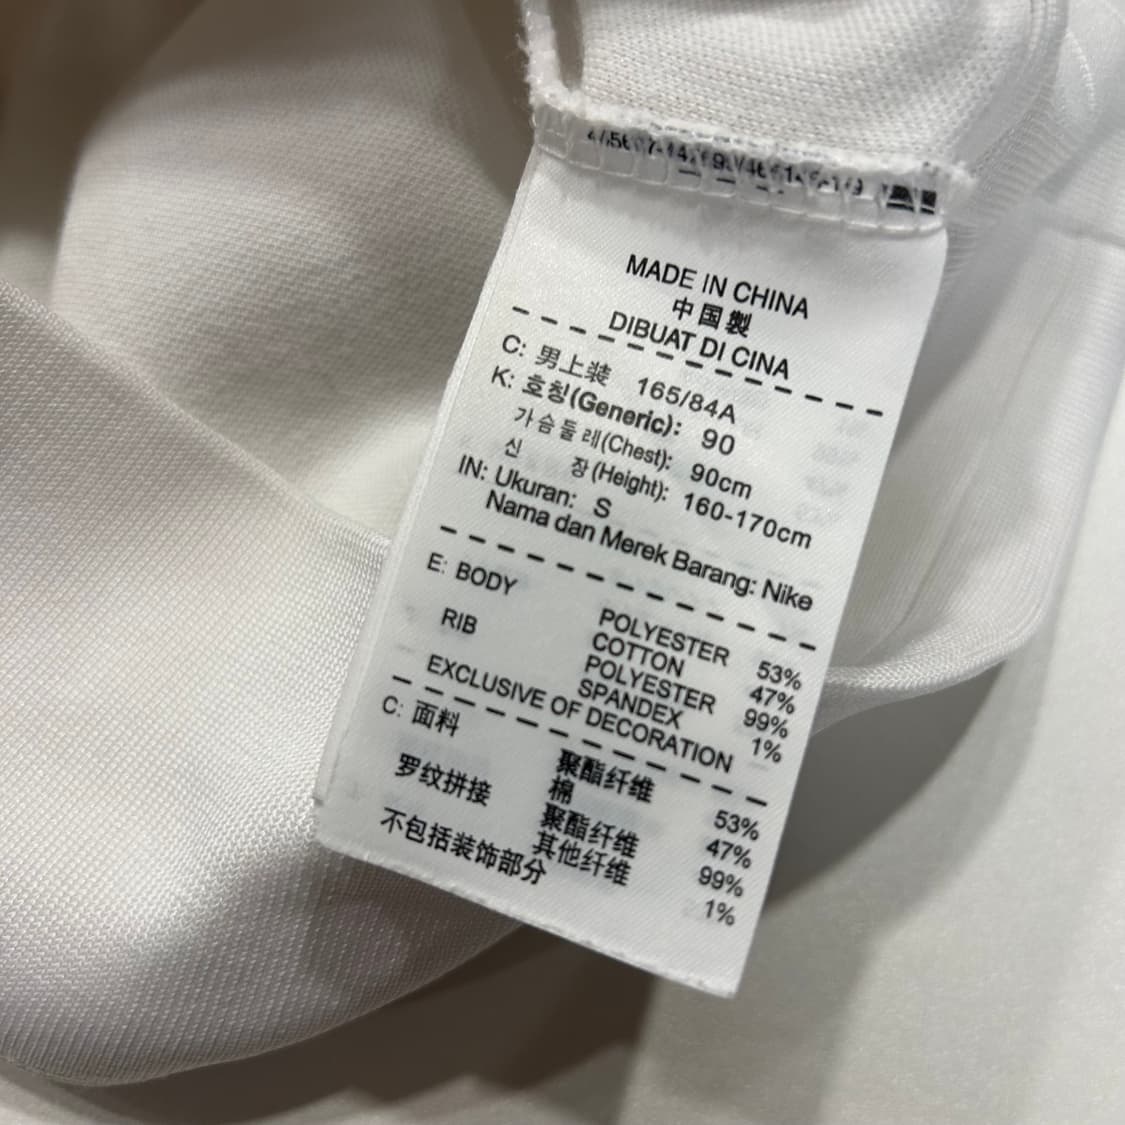 MADE IN CHINA
中国製
DIBUAT DI CINA
C: 男上装 165/84A
K: 호칭(Generic): 90
가슴둘레(Chest): 90cm
신 장(Height): 160-170cm
IN: Ukuran: S
Nama dan Merek Barang: Nike
E: BODY POLYESTER 53%
COTTON 47%
RIB POLYESTER 99%
SPANDEX 1%
EXCLUSIVE OF DECORATION
C: 面料 聚酯纤维 53%
棉 47%
罗纹拼接 聚酯纤维 99%
其他纤维 1%
不包括装饰部分